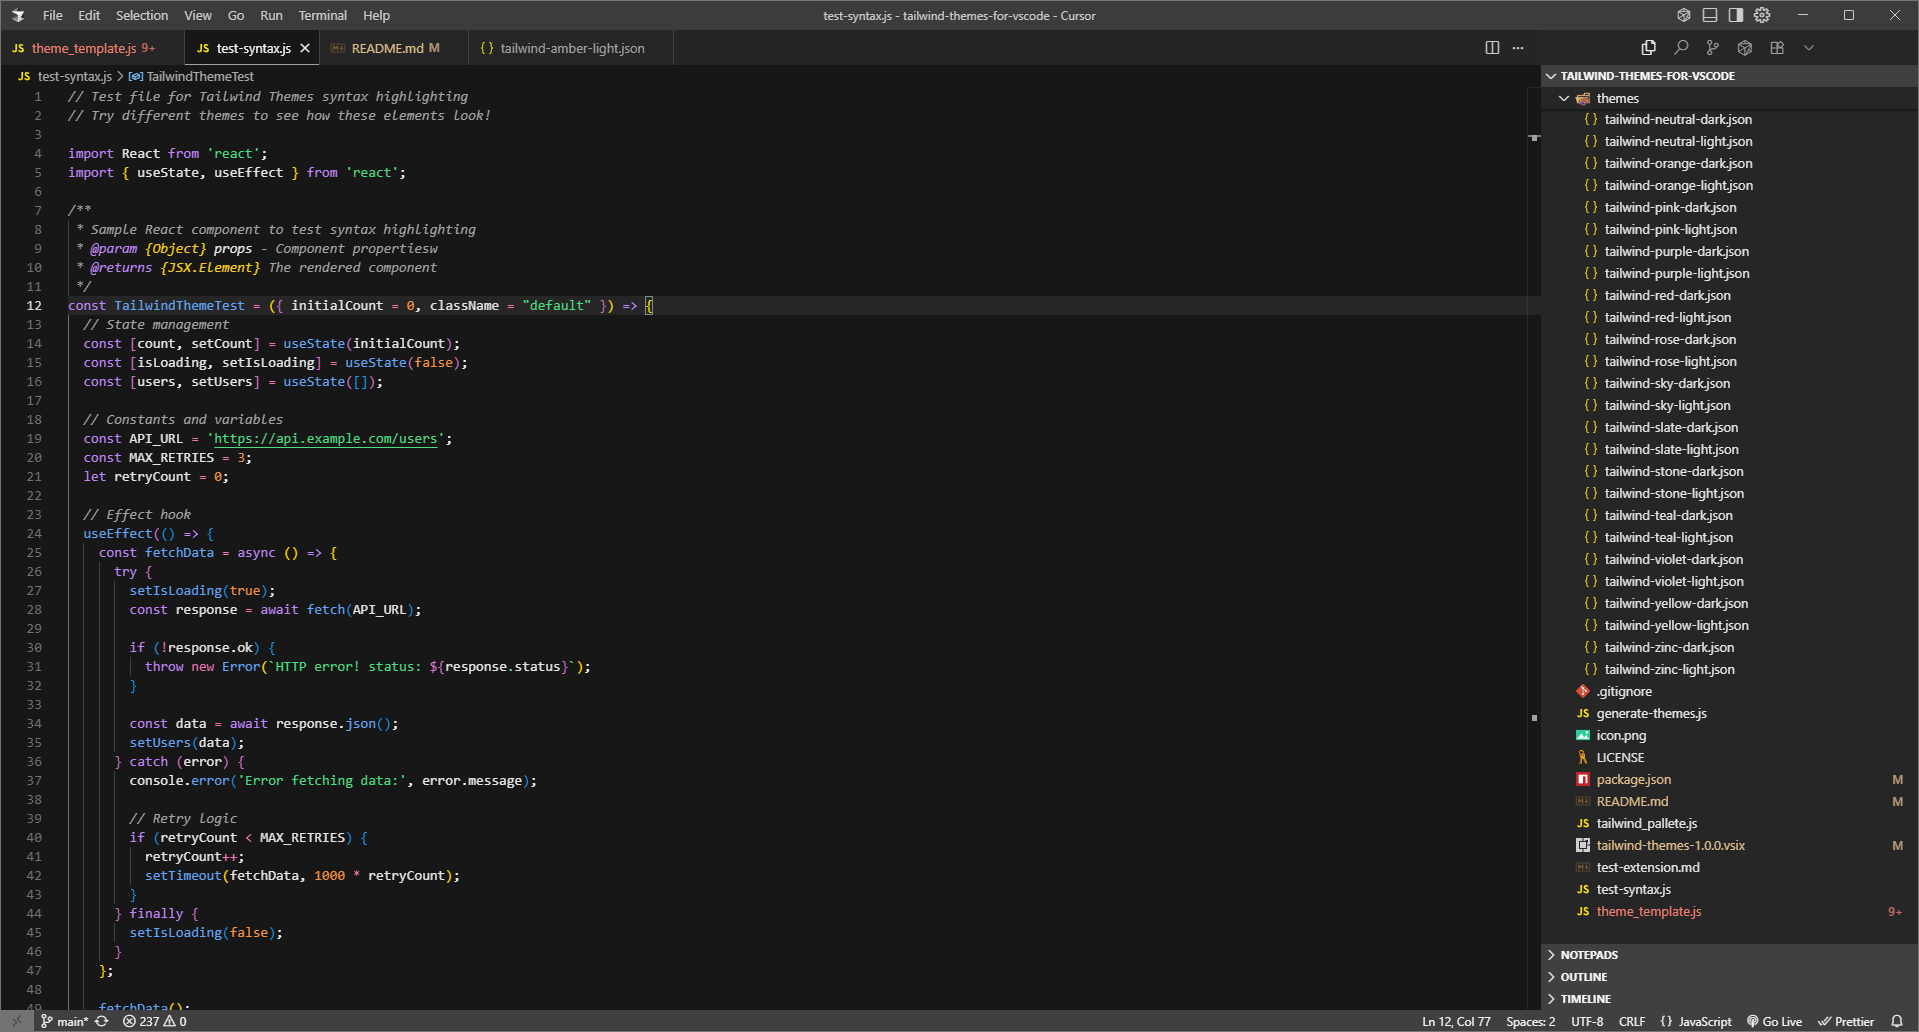 File Edit Selection View Go Run Terminal Help
test-syntax.js - tailwind-themes-for-vscode - Cursor
JS theme_template.js 9+
JS test-syntax.js
README.md M
{} tailwind-amber-light.json
JS test-syntax.js > TailwindThemeTest
1 // Test file for Tailwind Themes syntax highlighting
2 // Try different themes to see how these elements look!
3
4 import React from 'react';
5 import { useState, useEffect } from 'react';
6
7 /**
8 * Sample React component to test syntax highlighting
9 * @param {Object} props - Component propertiesw
10 * @returns {JSX.Element} The rendered component
11 */
12 const TailwindThemeTest = ({ initialCount = 0, className = "default" }) => {
13 // State management
14 const [count, setCount] = useState(initialCount);
15 const [isLoading, setIsLoading] = useState(false);
16 const [users, setUsers] = useState([]);
17
18 // Constants and variables
19 const API_URL = 'https://api.example.com/users';
20 const MAX_RETRIES = 3;
21 let retryCount = 0;
22
23 // Effect hook
24 useEffect(() => {
25 const fetchData = async () => {
26 try {
27 setIsLoading(true);
28 const response = await fetch(API_URL);
29
30 if (!response.ok) {
31 throw new Error(`HTTP error! status: ${response.status}`);
32 }
33
34 const data = await response.json();
35 setUsers(data);
36 } catch (error) {
37 console.error('Error fetching data:', error.message);
38
39 // Retry logic
40 if (retryCount < MAX_RETRIES) {
41 retryCount++;
42 setTimeout(fetchData, 1000 * retryCount);
43 }
44 } finally {
45 setIsLoading(false);
46 }
47 };
48
49 fetchData();
TAILWIND-THEMES-FOR-VSCODE
themes
{} tailwind-neutral-dark.json
{} tailwind-neutral-light.json
{} tailwind-orange-dark.json
{} tailwind-orange-light.json
{} tailwind-pink-dark.json
{} tailwind-pink-light.json
{} tailwind-purple-dark.json
{} tailwind-purple-light.json
{} tailwind-red-dark.json
{} tailwind-red-light.json
{} tailwind-rose-dark.json
{} tailwind-rose-light.json
{} tailwind-sky-dark.json
{} tailwind-sky-light.json
{} tailwind-slate-dark.json
{} tailwind-slate-light.json
{} tailwind-stone-dark.json
{} tailwind-stone-light.json
{} tailwind-teal-dark.json
{} tailwind-teal-light.json
{} tailwind-violet-dark.json
{} tailwind-violet-light.json
{} tailwind-yellow-dark.json
{} tailwind-yellow-light.json
{} tailwind-zinc-dark.json
{} tailwind-zinc-light.json
.gitignore
JS generate-themes.js
icon.png
LICENSE
package.json M
README.md M
JS tailwind_pallete.js
tailwind-themes-1.0.0.vsix M
test-extension.md
JS test-syntax.js
JS theme_template.js 9+
NOTEPADS
OUTLINE
TIMELINE
main* 237 0
Ln 12, Col 77 Spaces: 2 UTF-8 CRLF {} JavaScript Go Live Prettier